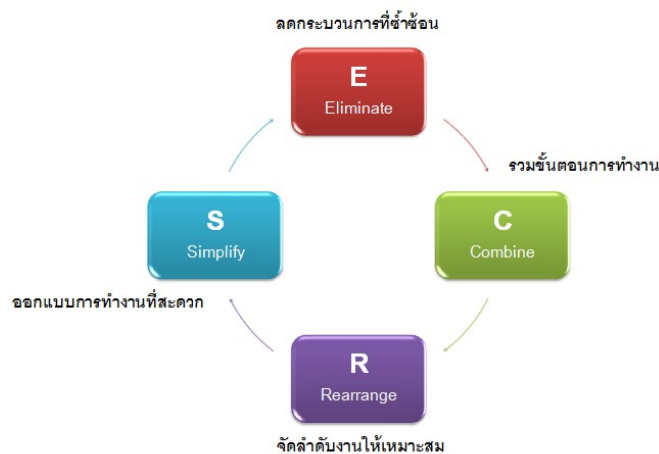 ลดกระบวนการที่ซ้ำซ้อน
E
Eliminate
รวมขั้นตอนการทำงาน
C
Combine
R
Rearrange
จัดลำดับงานให้เหมาะสม
S
Simplify
ออกแบบการทำงานที่สะดวก